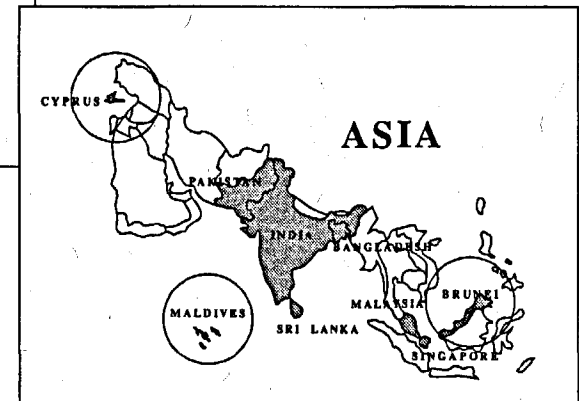 CYPRUS
ASIA
PAKISTAN
INDIA
BANGLADESH
MALDIVES
SRI LANKA
MALAYSIA
BRUNEI
SINGAPORE